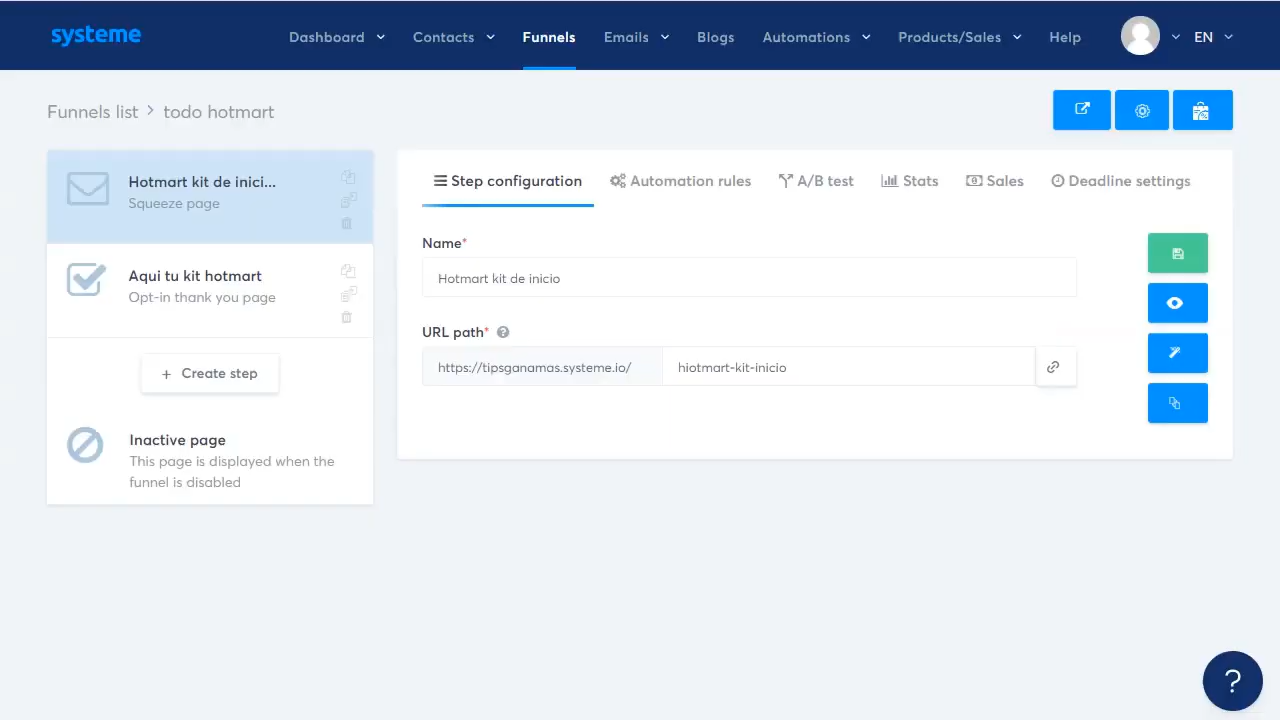 systeme
Dashboard Contacts Funnels Emails Blogs Automations Products/Sales Help EN
Funnels list > todo hotmart
Hotmart kit de inici...
Squeeze page
Aqui tu kit hotmart
Opt-in thank you page
+ Create step
Inactive page
This page is displayed when the
funnel is disabled
Step configuration Automation rules A/B test Stats Sales Deadline settings
Name*
Hotmart kit de inicio
URL path* ?
https://tipsganamas.systeme.io/ hiotmart-kit-inicio
?